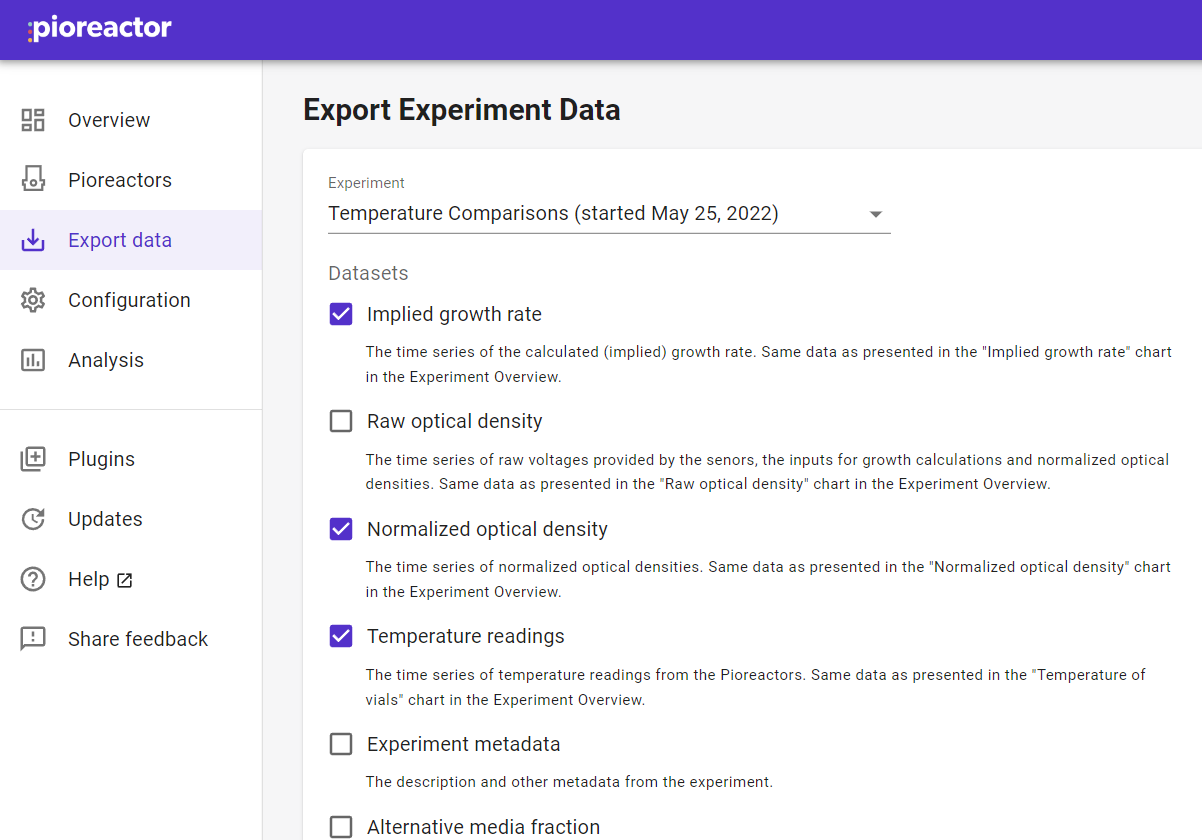 pioreactor
Overview
Pioreactors
Export data
Configuration
Analysis
Plugins
Updates
Help
Share feedback
Export Experiment Data
Experiment
Temperature Comparisons (started May 25, 2022)
Datasets
Implied growth rate
The time series of the calculated (implied) growth rate. Same data as presented in the "Implied growth rate" chart
in the Experiment Overview.
Raw optical density
The time series of raw voltages provided by the senors, the inputs for growth calculations and normalized optical
densities. Same data as presented in the "Raw optical density" chart in the Experiment Overview.
Normalized optical density
The time series of normalized optical densities. Same data as presented in the "Normalized optical density" chart
in the Experiment Overview.
Temperature readings
The time series of temperature readings from the Pioreactors. Same data as presented in the "Temperature of
vials" chart in the Experiment Overview.
Experiment metadata
The description and other metadata from the experiment.
Alternative media fraction